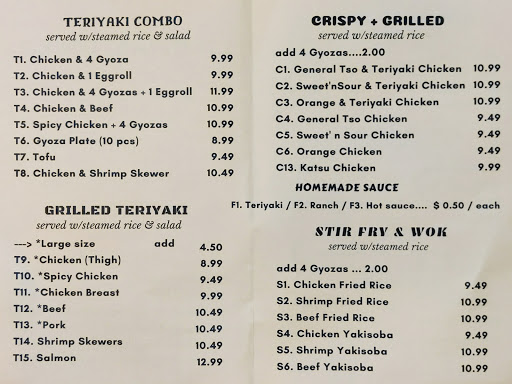 TERIYAKI COMBO
served w/steamed rice & salad
T1. Chicken & 4 Gyoza 9.99
T2. Chicken & 1 Eggroll 9.99
T3. Chicken & 4 Gyozas + 1 Eggroll 11.99
T4. Chicken & Beef 10.99
T5. Spicy Chicken + 4 Gyozas 10.99
T6. Gyoza Plate (10 pcs) 8.99
T7. Tofu 9.49
T8. Chicken & Shrimp Skewer 10.49
GRILLED TERIYAKI
served w/steamed rice & salad
---> *Large size add 4.50
T9. *Chicken (Thigh) 8.99
T10. *Spicy Chicken 9.49
T11. *Chicken Breast 9.99
T12. *Beef 10.49
T13. *Pork 10.49
T14. Shrimp Skewers 10.49
T15. Salmon 12.99
CRISPY + GRILLED
served w/steamed rice
add 4 Gyozas....2.00
C1. General Tso & Teriyaki Chicken 10.99
C2. Sweet'nSour & Teriyaki Chicken 10.99
C3. Orange & Teriyaki Chicken 10.99
C4. General Tso Chicken 9.49
C5. Sweet' n Sour Chicken 9.49
C6. Orange Chicken 9.49
C13. Katsu Chicken 9.99
HOMEMADE SAUCE
F1. Teriyaki / F2. Ranch / F3. Hot sauce.... $ 0.50 / each
STIR FRY & WOK
served w/steamed rice
add 4 Gyozas ... 2.00
S1. Chicken Fried Rice 9.49
S2. Shrimp Fried Rice 10.99
S3. Beef Fried Rice 10.99
S4. Chicken Yakisoba 9.49
S5. Shrimp Yakisoba 10.99
S6. Beef Yakisoba 10.99